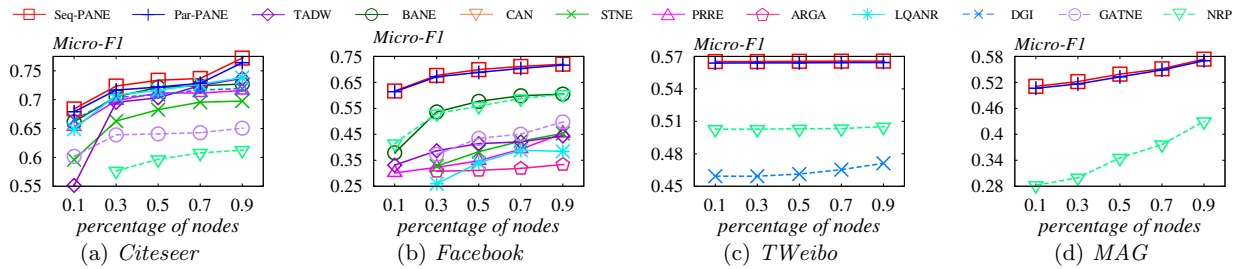 Seq-PANE Par-PANE TADW BANE CAN STNE PRRE ARGA LQANR DGI GATNE NRP
Micro-F1
0.75
0.7
0.65
0.6
0.55
0.1 0.3 0.5 0.7 0.9
percentage of nodes
(a) Citeseer
Micro-F1
0.75
0.65
0.55
0.45
0.35
0.25
0.1 0.3 0.5 0.7 0.9
percentage of nodes
(b) Facebook
Micro-F1
0.57
0.54
0.51
0.48
0.45
0.1 0.3 0.5 0.7 0.9
percentage of nodes
(c) TWeibo
Micro-F1
0.58
0.52
0.46
0.4
0.34
0.28
0.1 0.3 0.5 0.7 0.9
percentage of nodes
(d) MAG